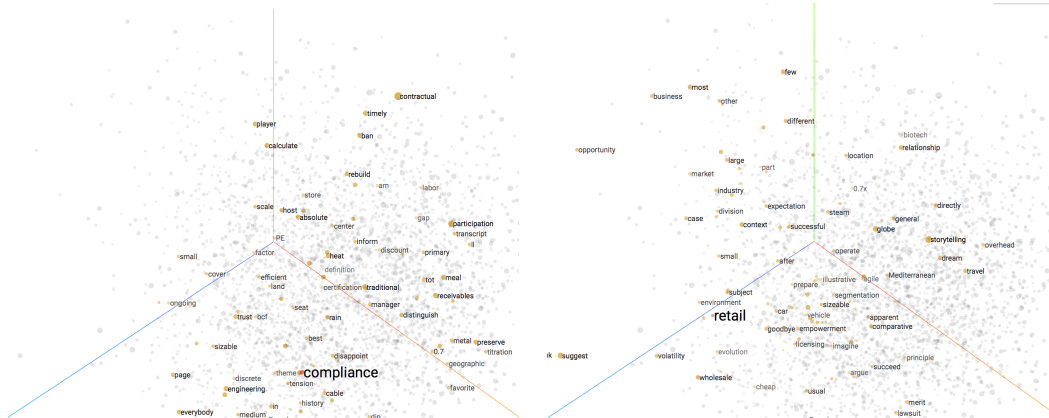 contractual
timely
player
ban
calculate
rebuild
am
labor
store
scale
host
absolute
gap
center
participation
transcript
PE
inform
il
factor
heat
discount
primary
small
definition
cover
efficient
tot
meal
land
certification
traditional
receivables
ongoing
seat
manager
trust
bcf
rain
distinguish
best
metal
preserve
sizable
0.7
titration
disappoint
geographic
page
theme
compliance
discrete
tension
favorite
engineering
cable
history
in
everybody
medium
few
most
business
other
different
biotech
opportunity
relationship
large
location
part
market
industry
0.7x
division
expectation
directly
case
context
steam
general
successful
globe
storytelling
overhead
small
operate
dream
after
travel
illustrative
agile
Mediterranean
prepare
subject
segmentation
environment
sizeable
retail
car
vehicle
apparent
goodbye
empowerment
comparative
licensing
imagine
suggest
volatility
evolution
principle
succeed
wholesale
argue
cheap
usual
merit
lawsuit